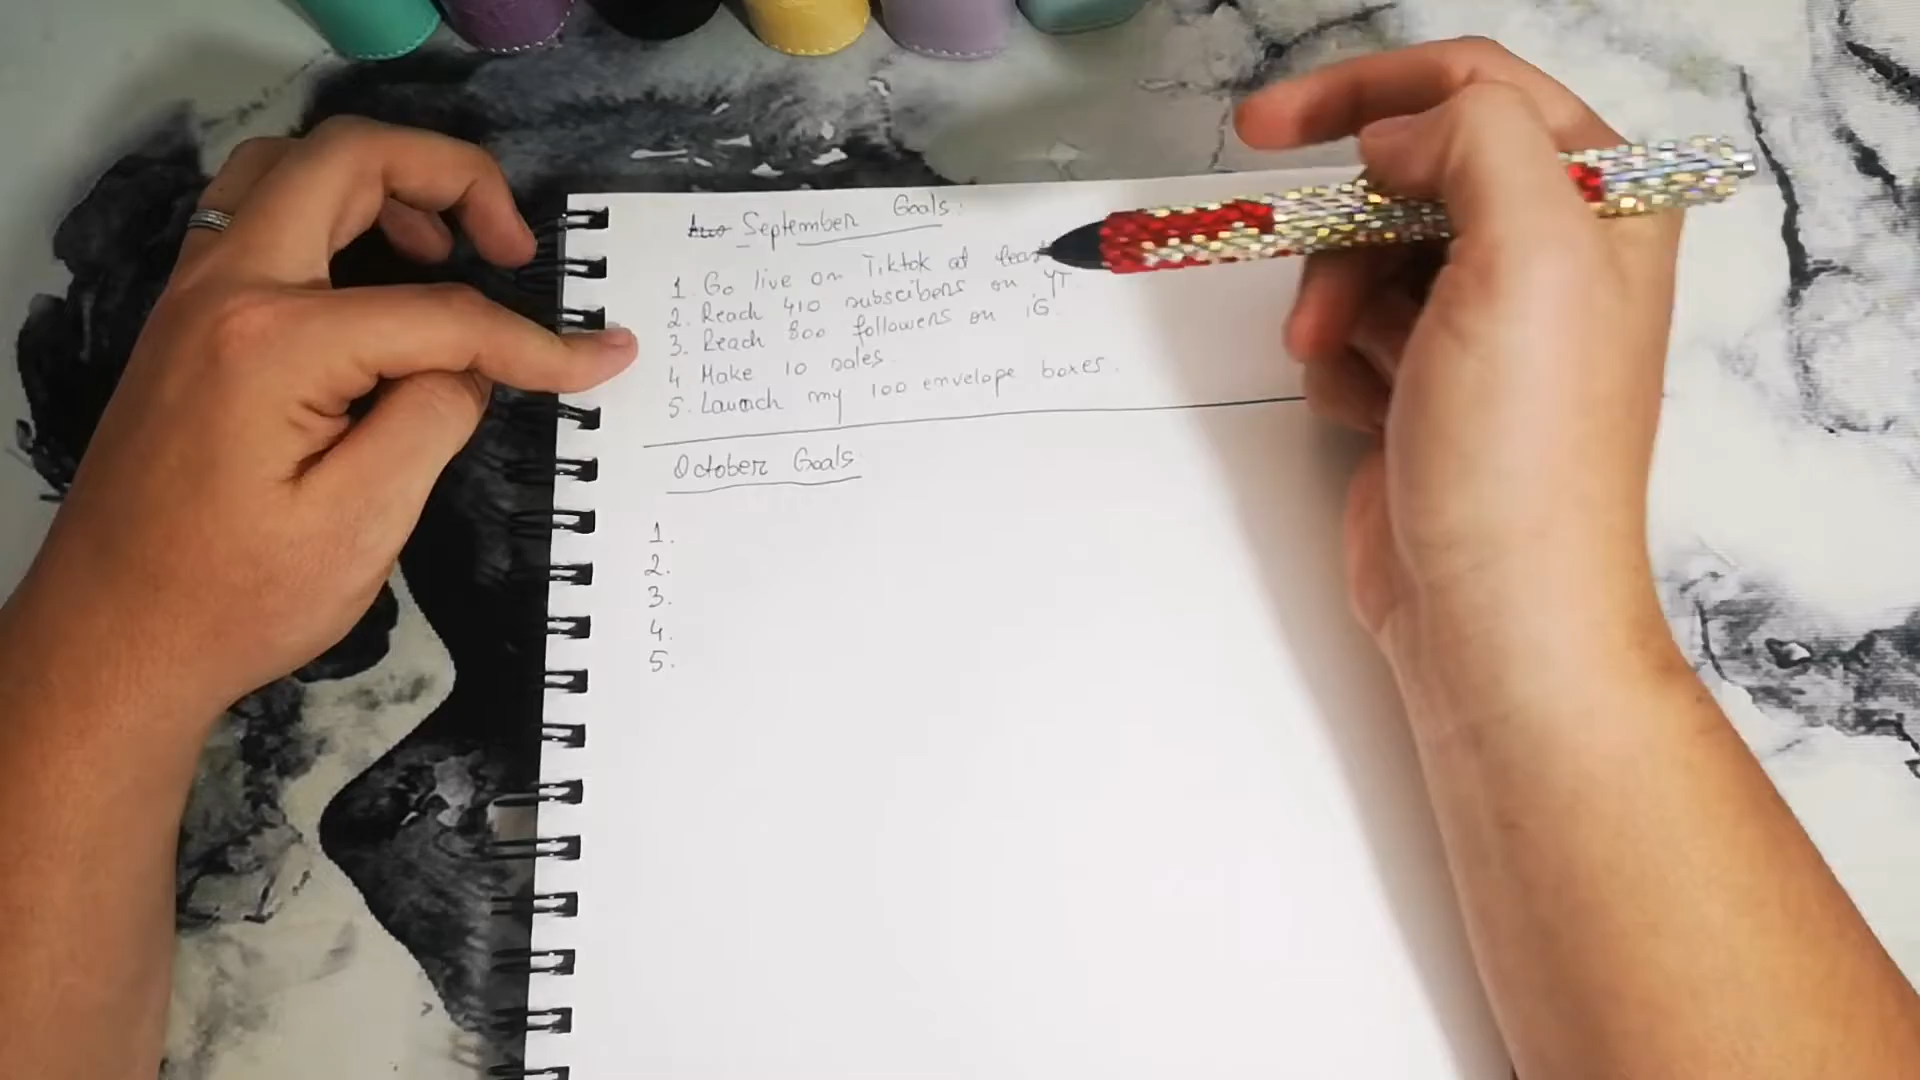 September Goals:
1. Go live on Tiktok at least
2. Reach 410 subscibers on YT
3. Reach 800 followers on iG.
4. Make 10 sales.
5. Launch my 100 envelope boxes.
October Goals
1.
2.
3.
4.
5.